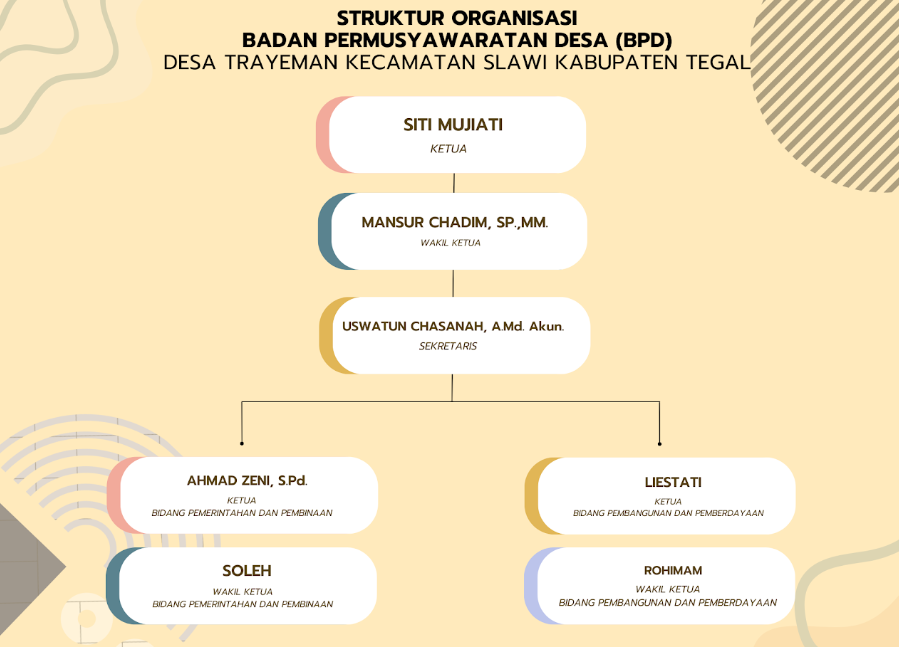 STRUKTUR ORGANISASI
BADAN PERMUSYAWARATAN DESA (BPD)
DESA TRAYEMAN KECAMATAN SLAWI KABUPATEN TEGAL
SITI MUJIATI
KETUA
MANSUR CHADIM, SP.,MM.
WAKIL KETUA
USWATUN CHASANAH, A.Md. Akun.
SEKRETARIS
AHMAD ZENI, S.Pd.
KETUA
BIDANG PEMERINTAHAN DAN PEMBINAAN
LIESTATI
KETUA
BIDANG PEMBANGUNAN DAN PEMBERDAYAAN
SOLEH
WAKIL KETUA
BIDANG PEMERINTAHAN DAN PEMBINAAN
ROHIMAM
WAKIL KETUA
BIDANG PEMBANGUNAN DAN PEMBERDAYAAN